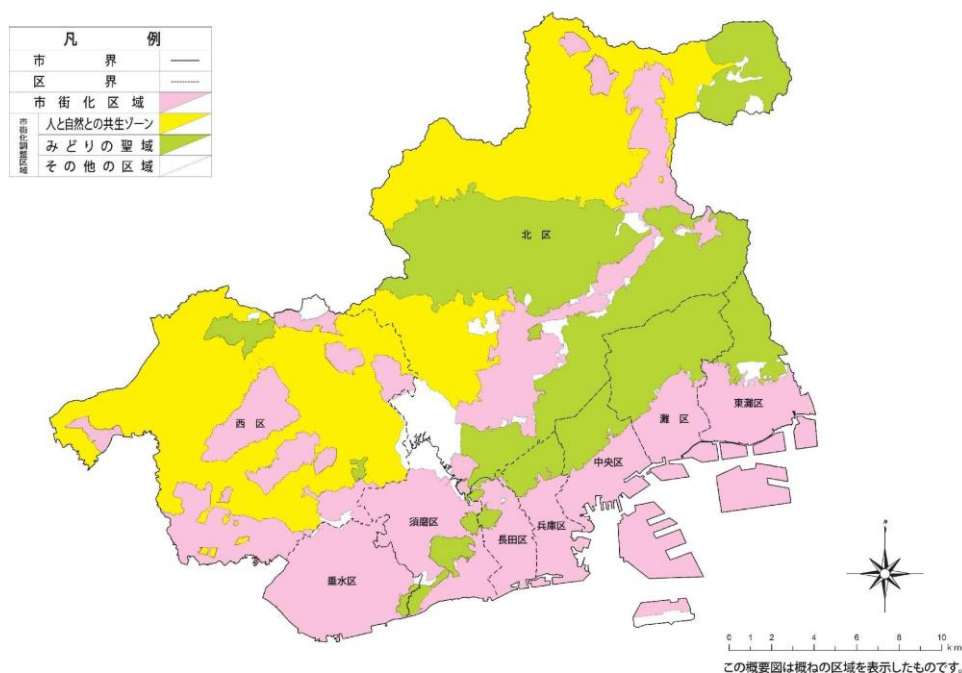 凡例
市界
区界
市街化区域
市街化調整区域
人と自然との共生ゾーン
みどりの聖域
その他の区域
北区
西区
東灘区
灘区
中央区
須磨区
兵庫区
長田区
垂水区
0 1 2 3 4 5 6 7 8 9 10
km
この概要図は概ねの区域を表示したものです。